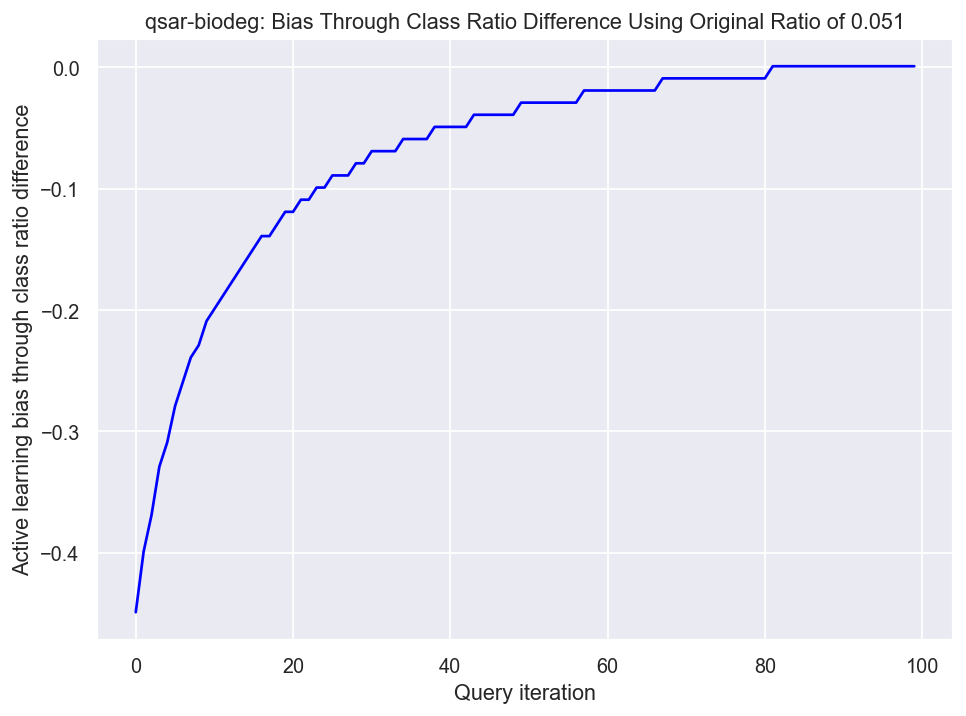 qsar-biodeg: Bias Through Class Ratio Difference Using Original Ratio of 0.051
Active learning bias through class ratio difference
0.0
−0.1
−0.2
−0.3
−0.4
0 20 40 60 80 100
Query iteration